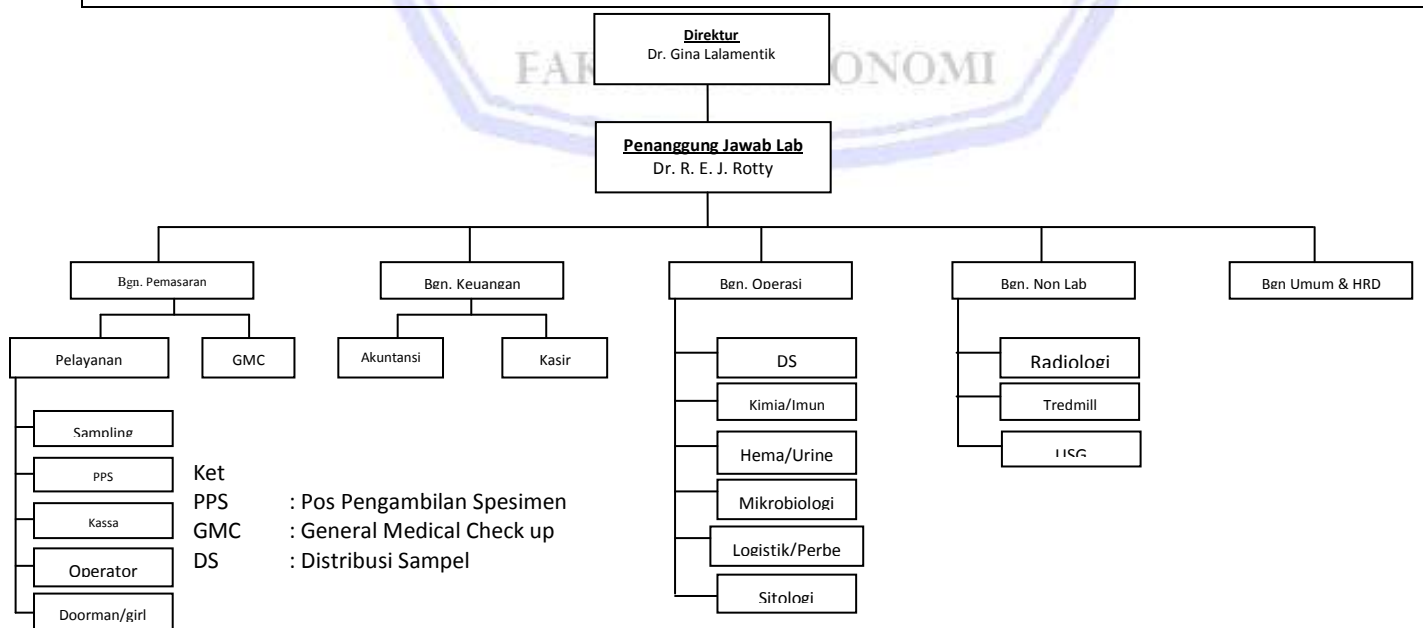 Direktur
Dr. Gina Lalamentik
FAK ONOMI
Penanggung Jawab Lab
Dr. R. E. J. Rotty
Bgn. Pemasaran
Bgn. Keuangan
Bgn. Operasi
Bgn. Non Lab
Bgn Umum & HRD
Pelayanan
GMC
Akuntansi
Kasir
DS
Radiologi
Kimia/Imun
Tredmill
Sampling
Hema/Urine
USG
PPS
Mikrobiologi
Kassa
Logistik/Perbe
Operator
Sitologi
Doorman/girl
Ket
PPS : Pos Pengambilan Spesimen
GMC : General Medical Check up
DS : Distribusi Sampel